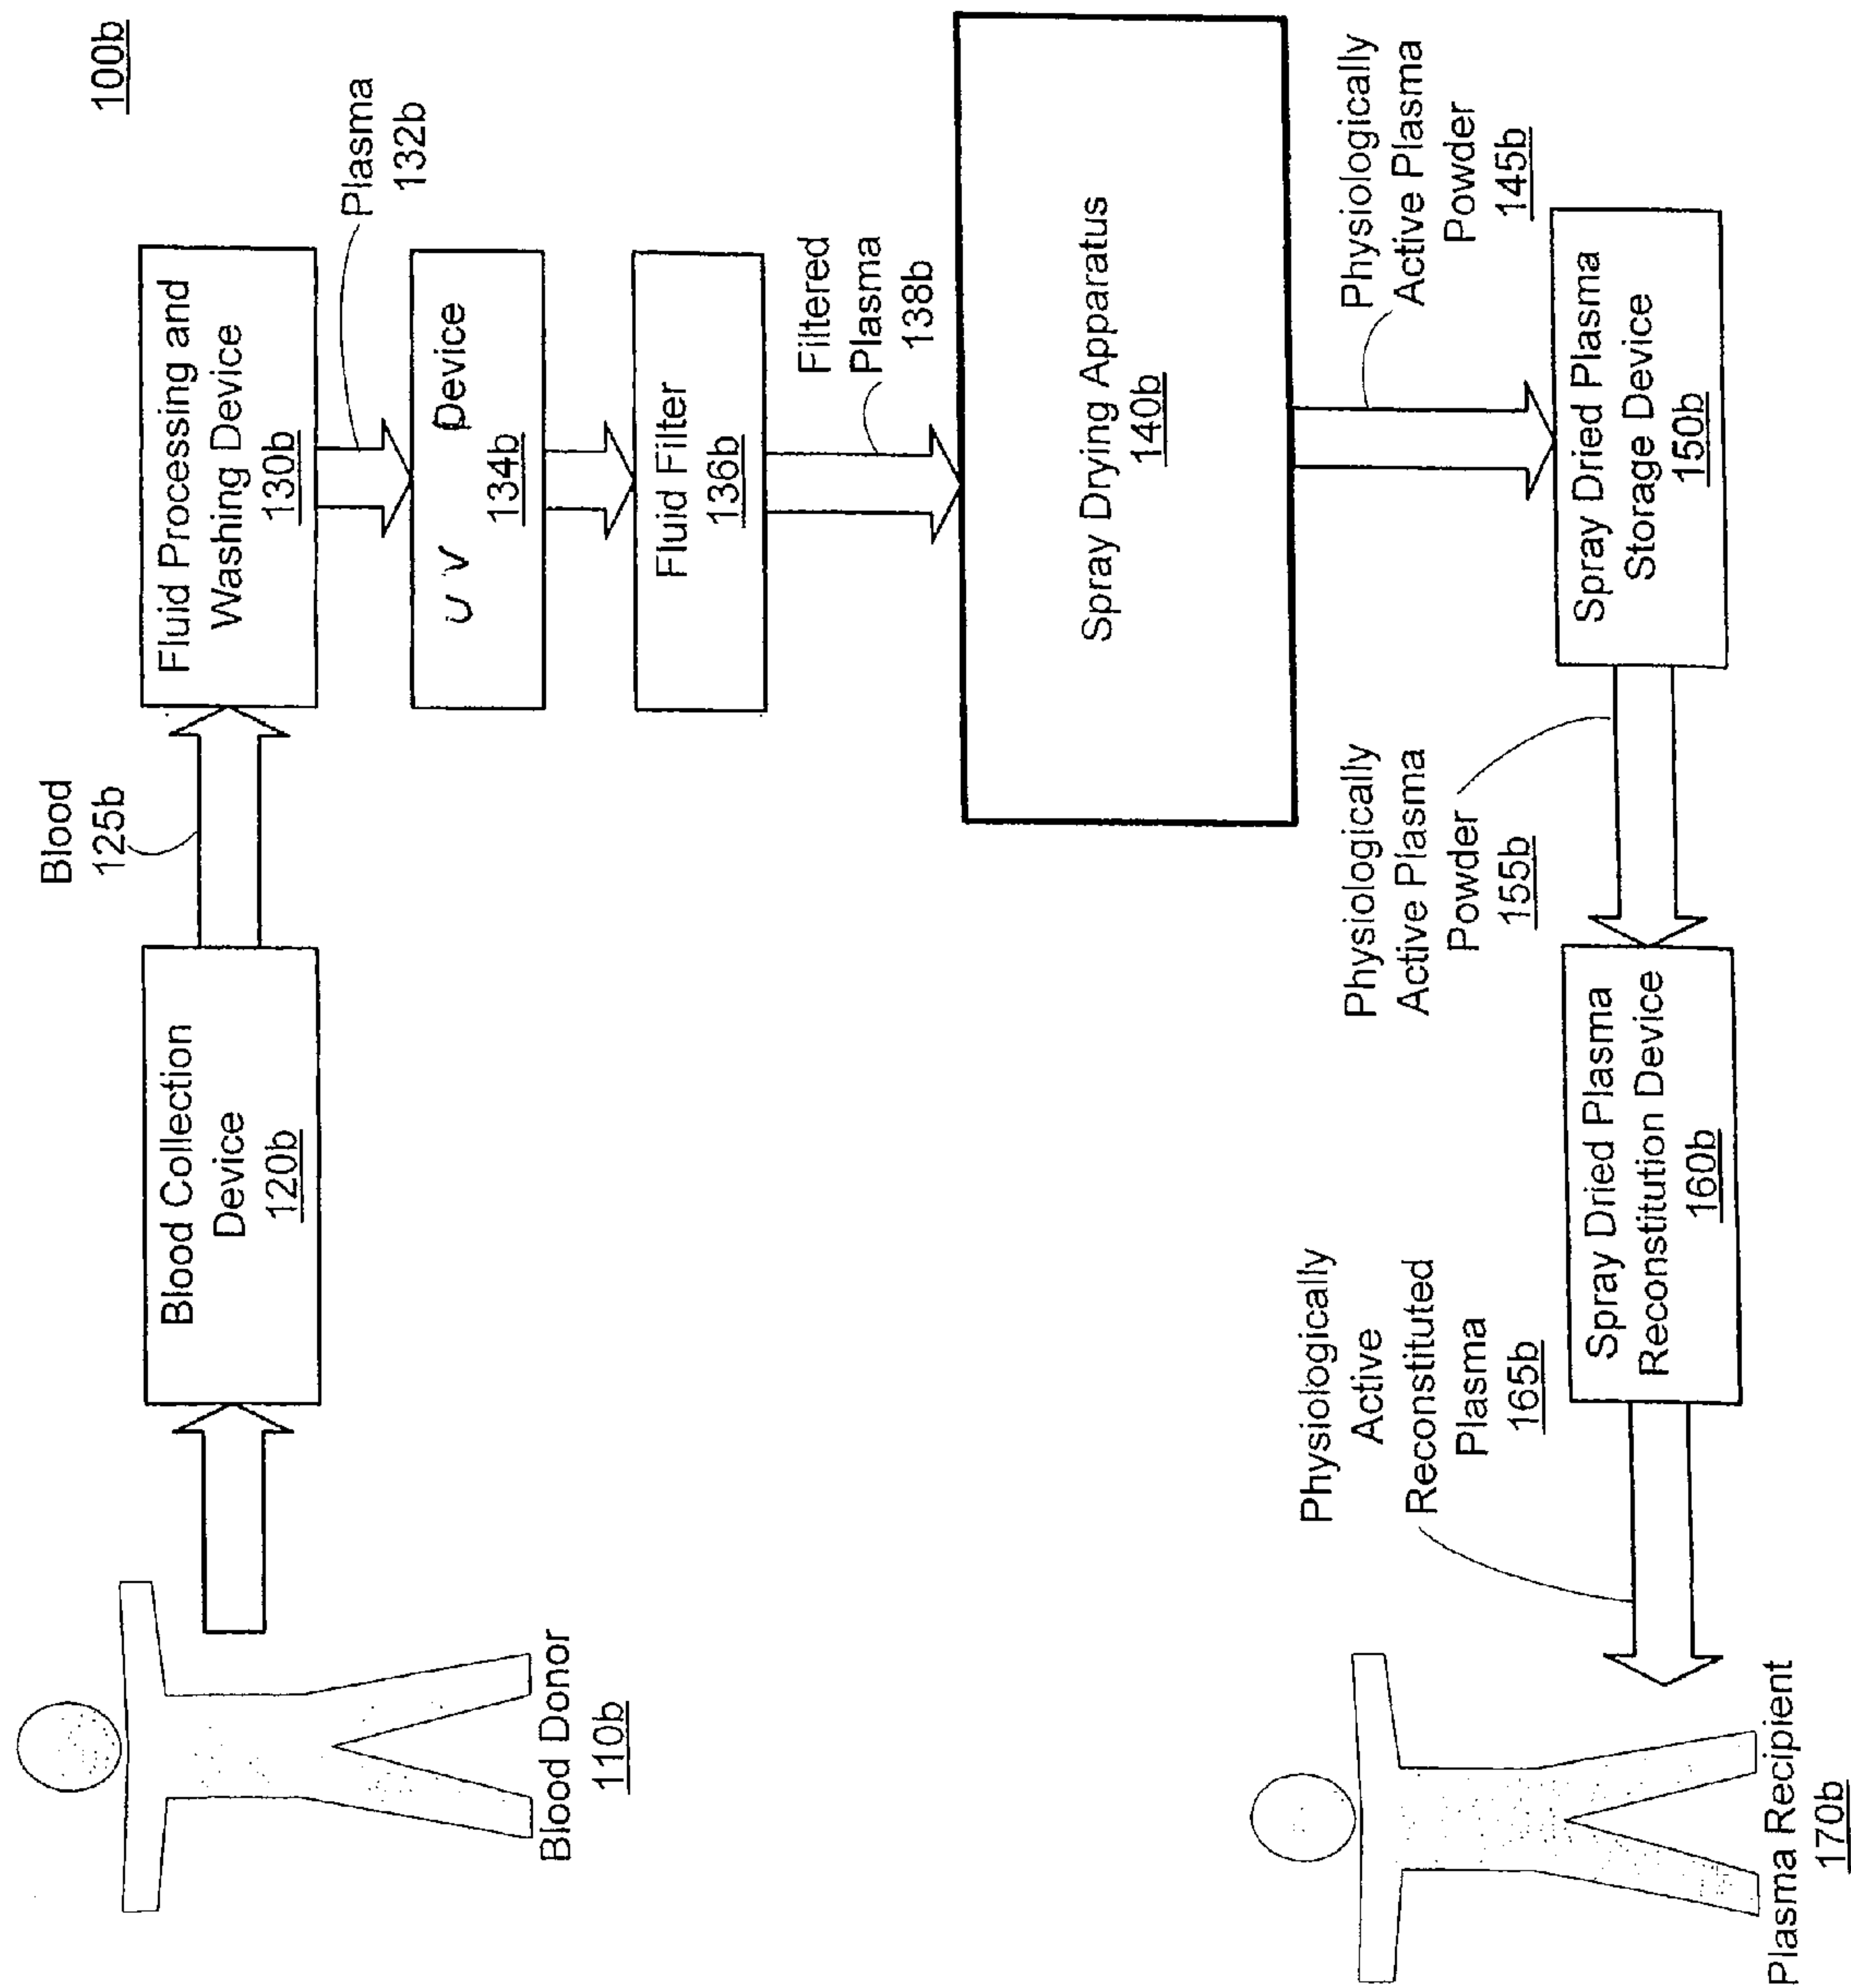 100b
Blood
125b
Blood Donor
110b
Blood Collection
Device
120b
Fluid Processing and
Washing Device
130b
Plasma
132b
UV Device
134b
Fluid Filter
136b
Filtered
Plasma
138b
Spray Drying Apparatus
140b
Physiologically
Active Plasma
Powder
145b
Spray Dried Plasma
Storage Device
150b
Physiologically
Active Plasma
Powder
155b
Spray Dried Plasma
Reconstitution Device
160b
Physiologically
Active
Reconstituted
Plasma
165b
Plasma Recipient
170b